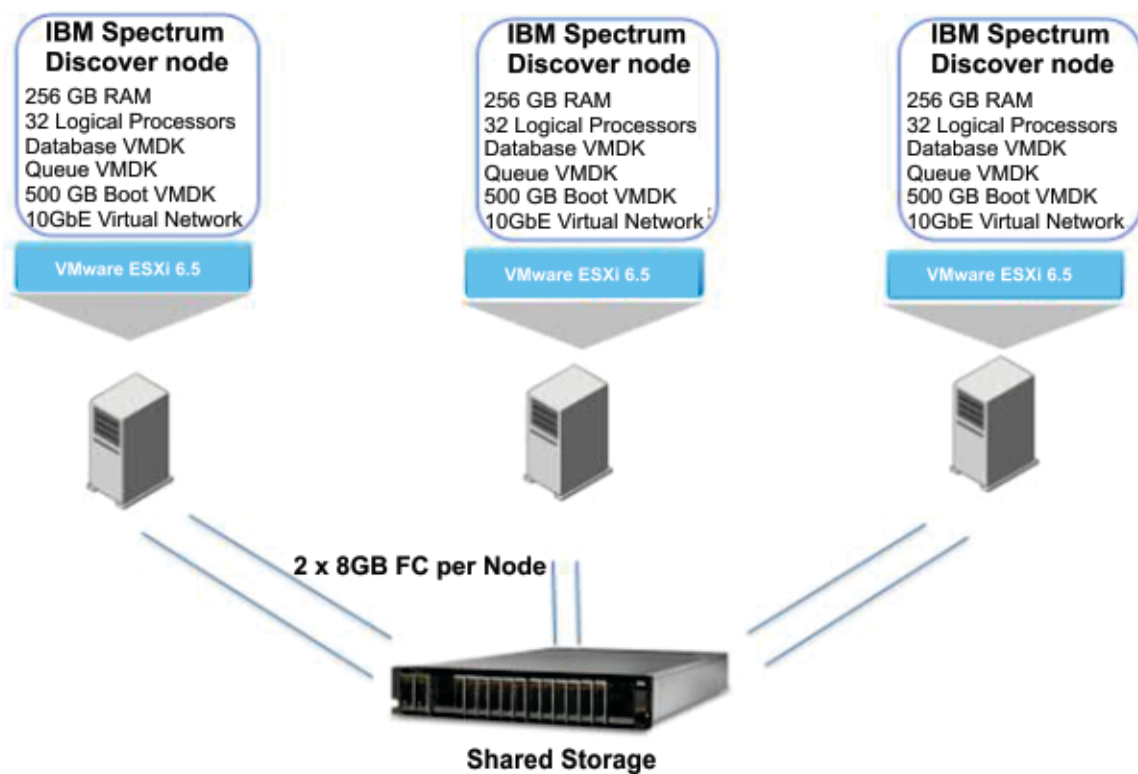 IBM Spectrum
Discover node
256 GB RAM
32 Logical Processors
Database VMDK
Queue VMDK
500 GB Boot VMDK
10GbE Virtual Network
VMware ESXi 6.5
IBM Spectrum
Discover node
256 GB RAM
32 Logical Processors
Database VMDK
Queue VMDK
500 GB Boot VMDK
10GbE Virtual Network
VMware ESXi 6.5
IBM Spectrum
Discover node
256 GB RAM
32 Logical Processors
Database VMDK
Queue VMDK
500 GB Boot VMDK
10GbE Virtual Network
VMware ESXi 6.5
2 x 8GB FC per Node
Shared Storage